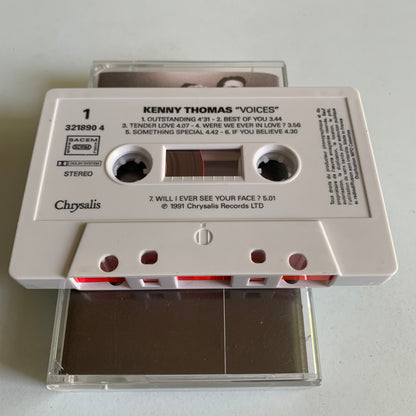 KENNY THOMAS "VOICES"
1
321890 4
1. OUTSTANDING 4'31 - 2. BEST OF YOU 3.44
3. TENDER LOVE 4.07 - 4. WERE WE EVER IN LOVE ? 3.56
5. SOMETHING SPECIAL 4.42 - 6. IF YOU BELIEVE 4.30
SACEM
DOLBY SYSTEM
STEREO
Chrysalis
7. WILL I EVER SEE YOUR FACE ? 5.01
℗ 1991 Chrysalis Records LTD